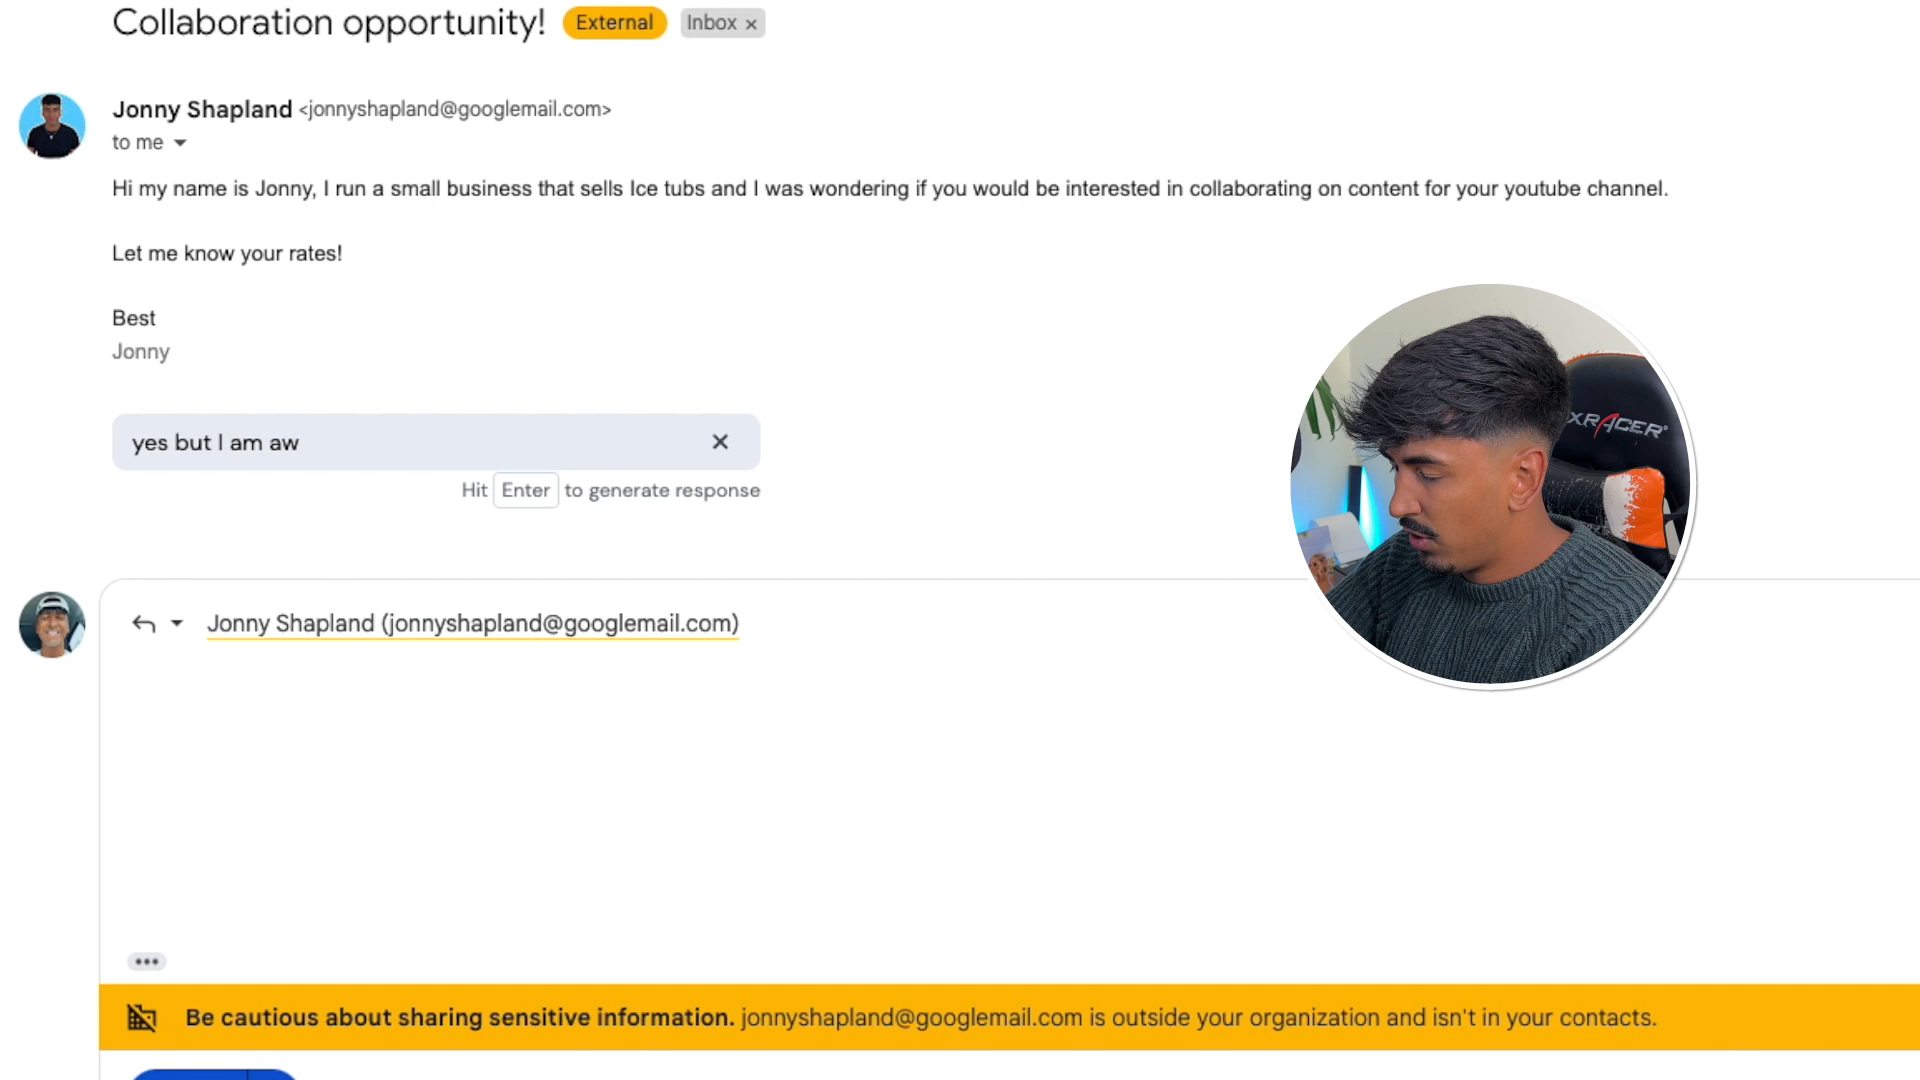 Collaboration opportunity! External Inbox ×
Jonny Shapland <jonnyshapland@googlemail.com>
to me
Hi my name is Jonny, I run a small business that sells Ice tubs and I was wondering if you would be interested in collaborating on content for your youtube channel.
Let me know your rates!
Best
Jonny
yes but I am aw
Hit Enter to generate response
XRACER
Jonny Shapland (jonnyshapland@googlemail.com)
Be cautious about sharing sensitive information. jonnyshapland@googlemail.com is outside your organization and isn't in your contacts.